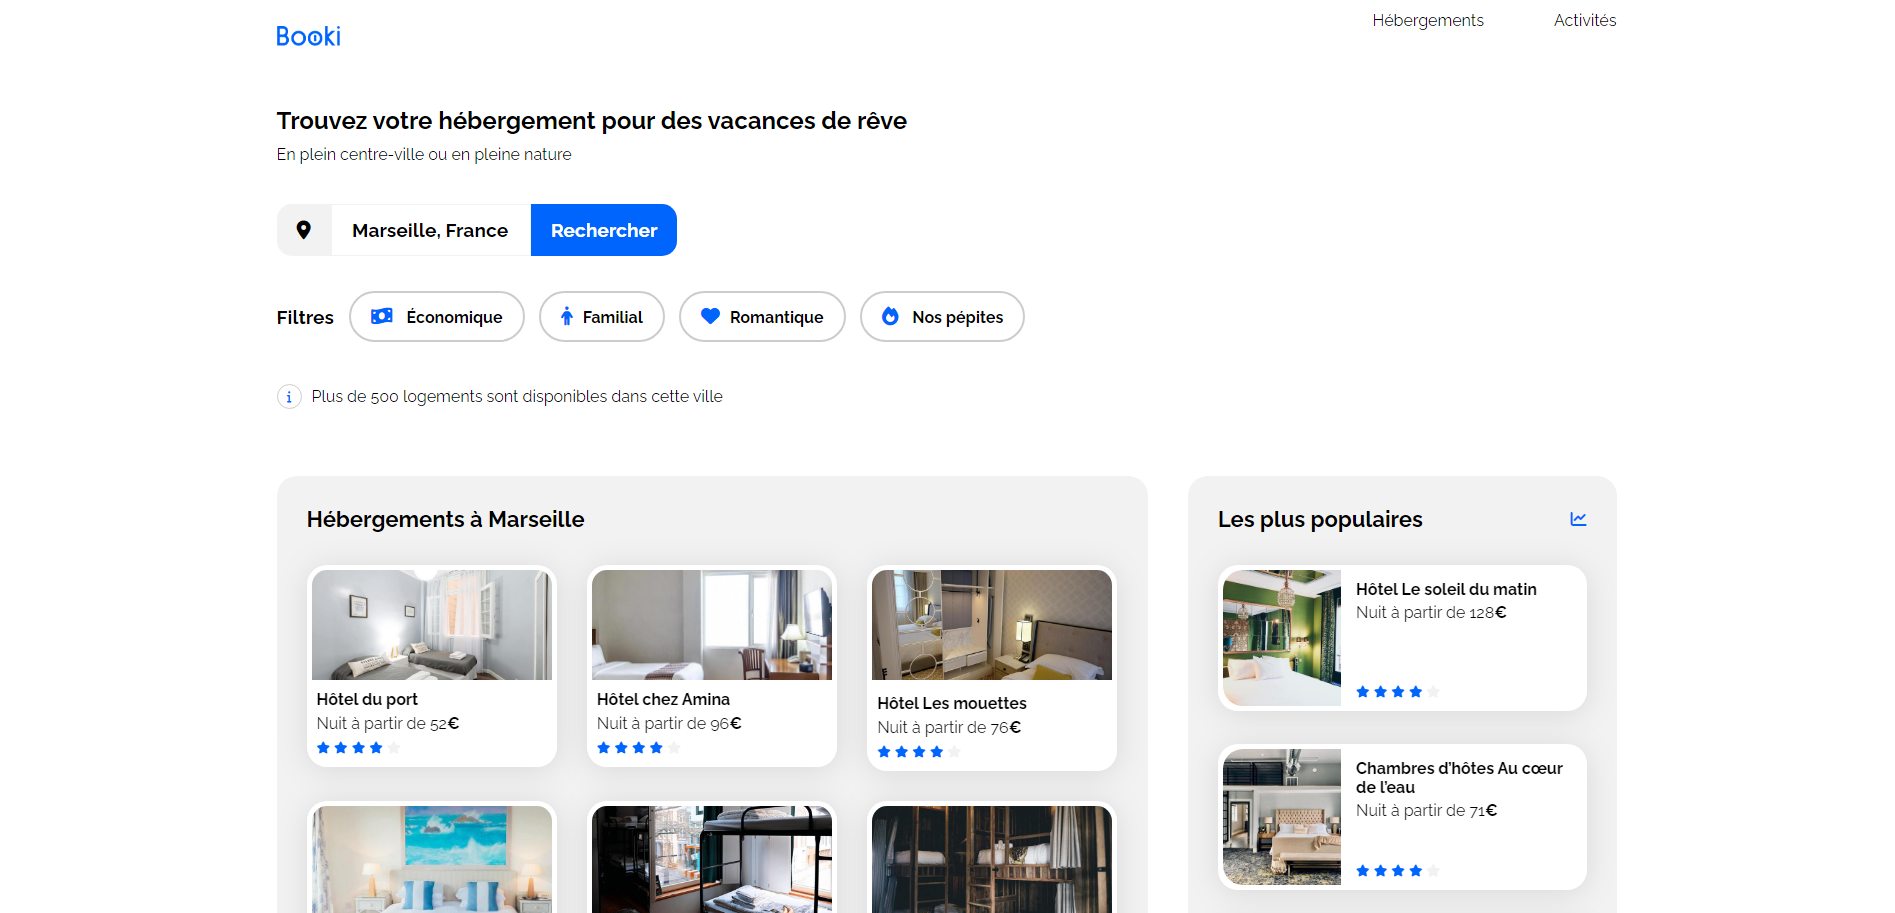 Booki
Hébergements
Activités
Trouvez votre hébergement pour des vacances de rêve
En plein centre-ville ou en pleine nature
Marseille, France
Rechercher
Filtres
Économique
Familial
Romantique
Nos pépites
Plus de 500 logements sont disponibles dans cette ville
Hébergements à Marseille
Hôtel du port
Nuit à partir de 52€
Hôtel chez Amina
Nuit à partir de 96€
Hôtel Les mouettes
Nuit à partir de 76€
Les plus populaires
Hôtel Le soleil du matin
Nuit à partir de 128€
Chambres d'hôtes Au cœur
de l'eau
Nuit à partir de 71€